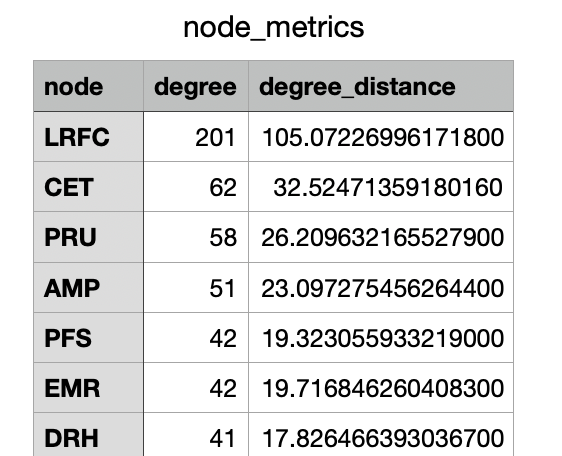 node_metrics
node degree degree_distance
LRFC 201 105.07226996171800
CET 62 32.52471359180160
PRU 58 26.209632165527900
AMP 51 23.097275456264400
PFS 42 19.323055933219000
EMR 42 19.716846260408300
DRH 41 17.826466393036700